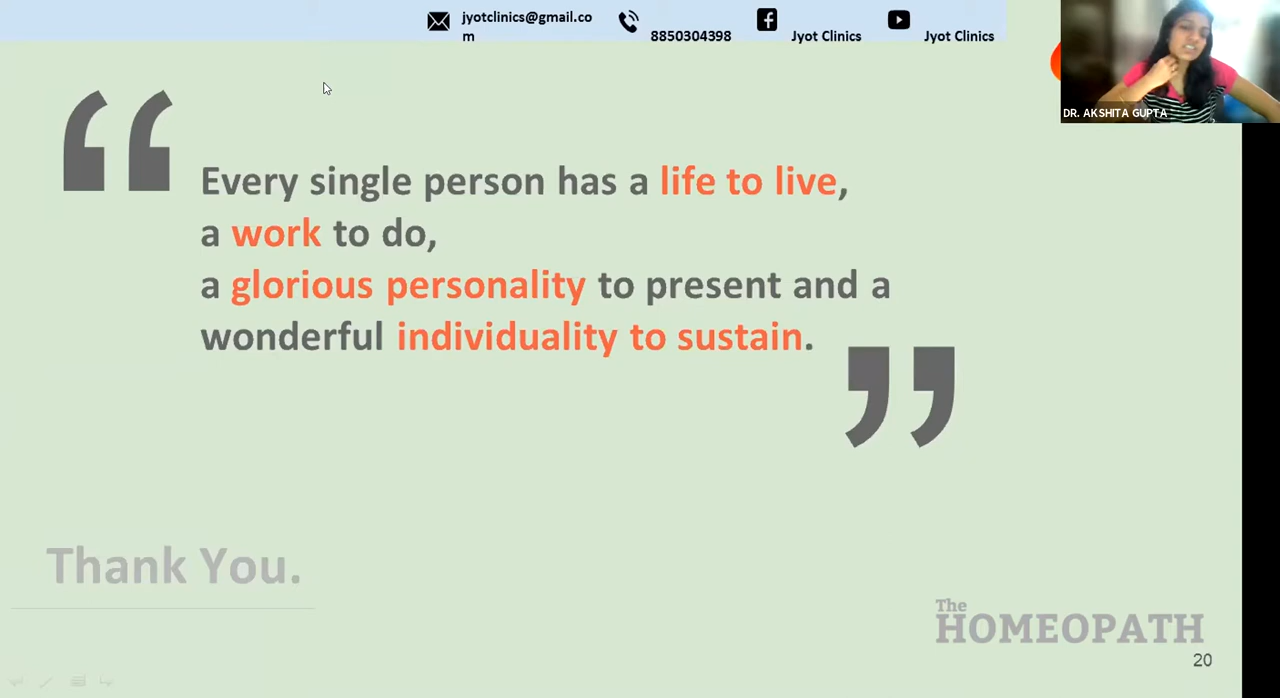 jyotclinics@gmail.co
m
8850304398
Jyot Clinics
Jyot Clinics
DR. AKSHITA GUPTA
Every single person has a life to live,
a work to do,
a glorious personality to present and a
wonderful individuality to sustain.
Thank You.
The
HOMEOPATH
20